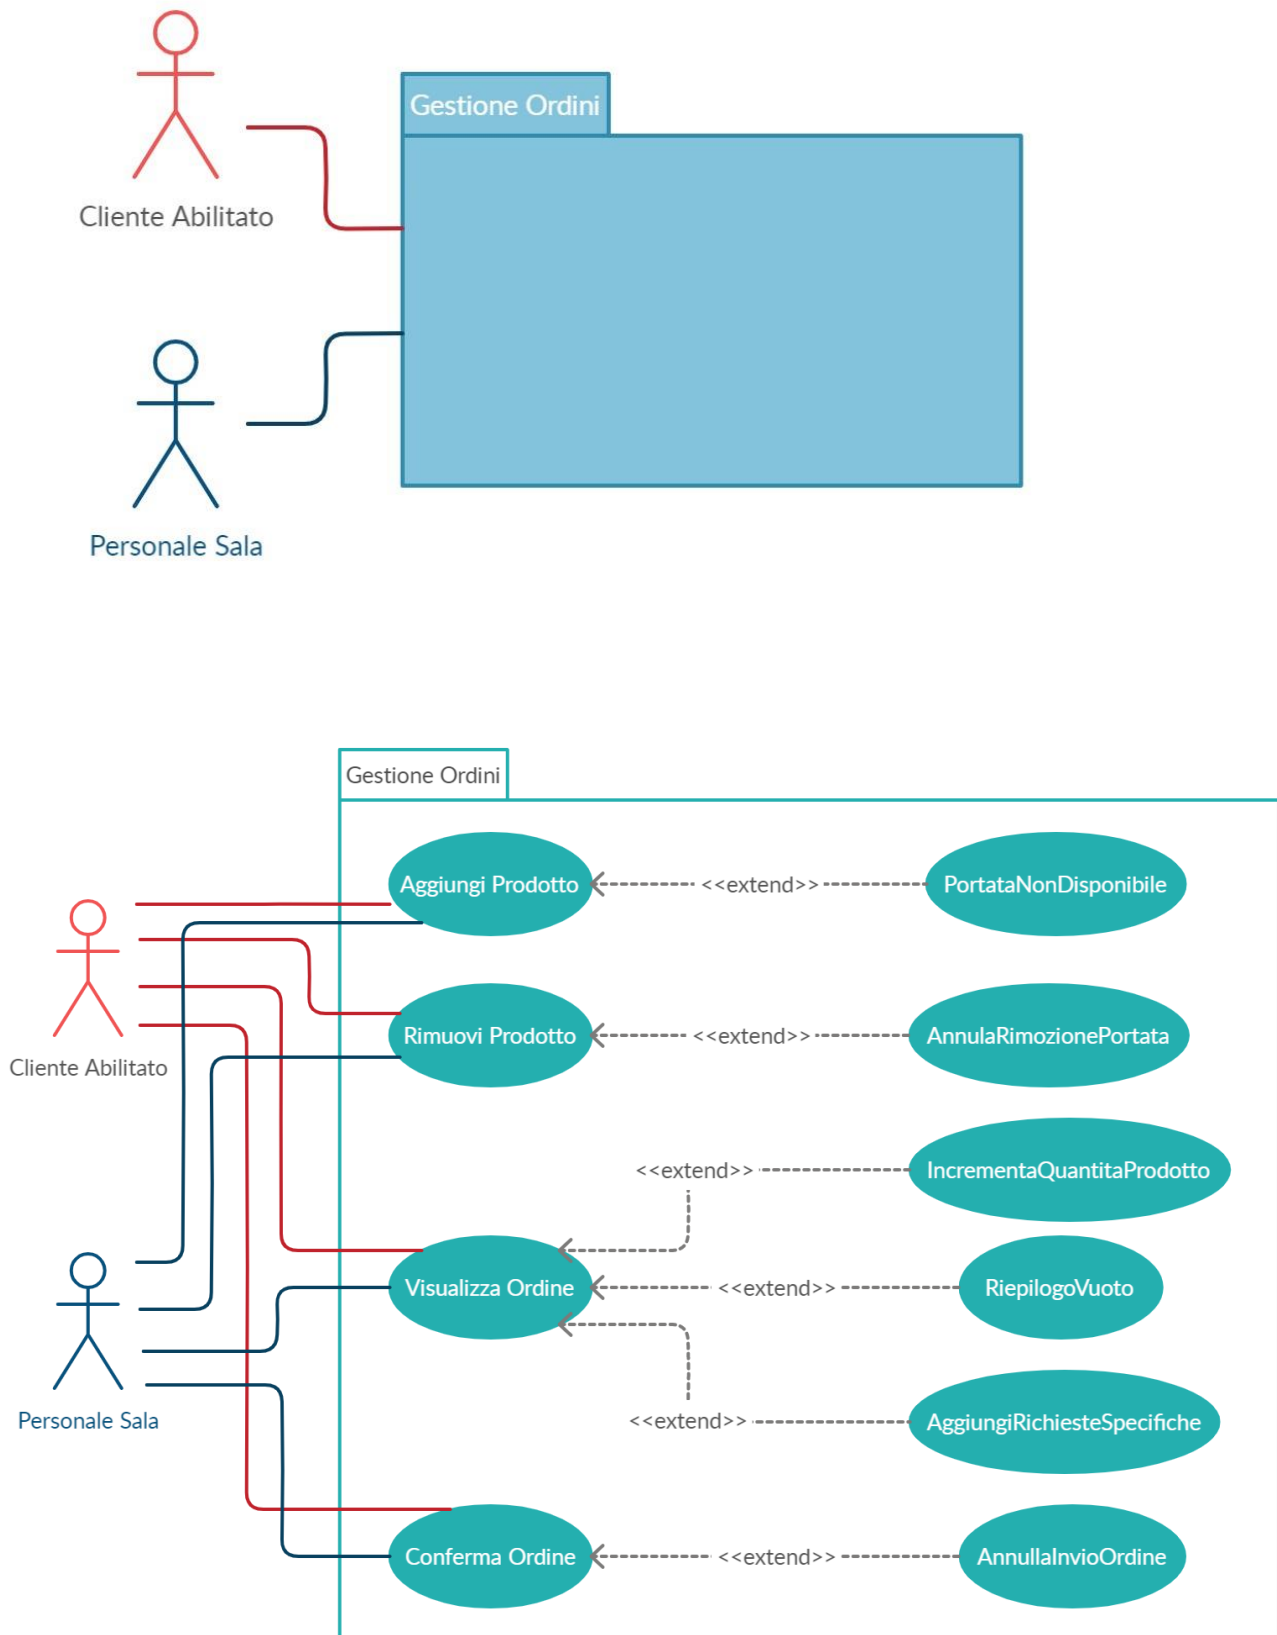 Gestione Ordini
Cliente Abilitato
Personale Sala
Gestione Ordini
Aggiungi Prodotto
<<extend>>
PortataNonDisponibile
Cliente Abilitato
Rimuovi Prodotto
<<extend>>
AnnulaRimozionePortata
<<extend>>
IncrementaQuantitaProdotto
Visualizza Ordine
<<extend>>
RiepilogoVuoto
Personale Sala
<<extend>>
AggiungiRichiesteSpecifiche
Conferma Ordine
<<extend>>
AnnullaInvioOrdine